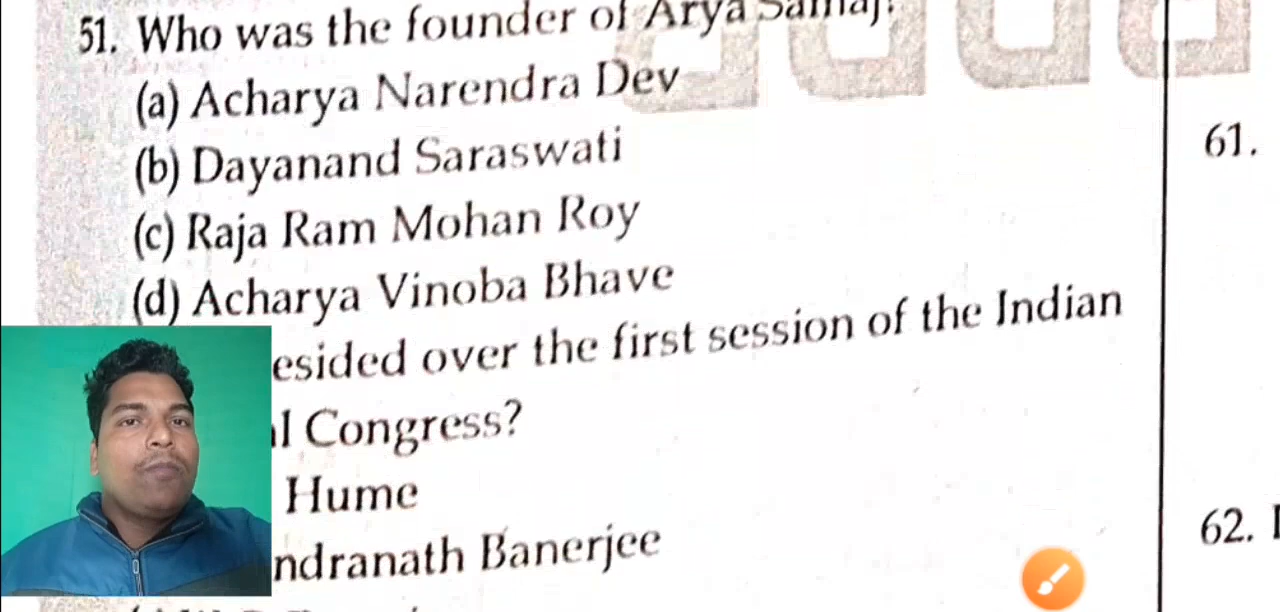 51. Who was the founder of Arya Samaj?
(a) Acharya Narendra Dev
(b) Dayanand Saraswati
(c) Raja Ram Mohan Roy
(d) Acharya Vinoba Bhave
esided over the first session of the Indian
l Congress?
Hume
ndranath Banerjee
61.
62.